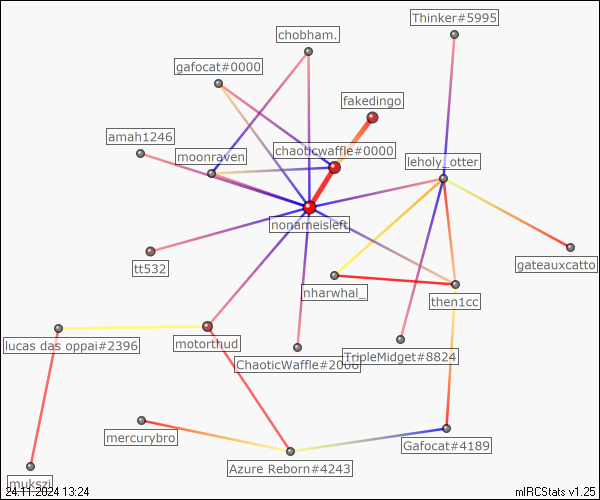 Thinker#5995
chobham.
gafocat#0000
fakedingo
amah1246
chaoticwaffle#0000
moonraven
leholy_otter
nonameisleft
gateauxcatto
tt532
nharwhal_
then1cc
lucas das oppai#2396
motorthud
TripleMidget#8824
ChaoticWaffle#2006
mercurybro
Gafocat#4189
Azure Reborn#4243
mukszi
24.11.2024 13:24
mIRCStats v1.25